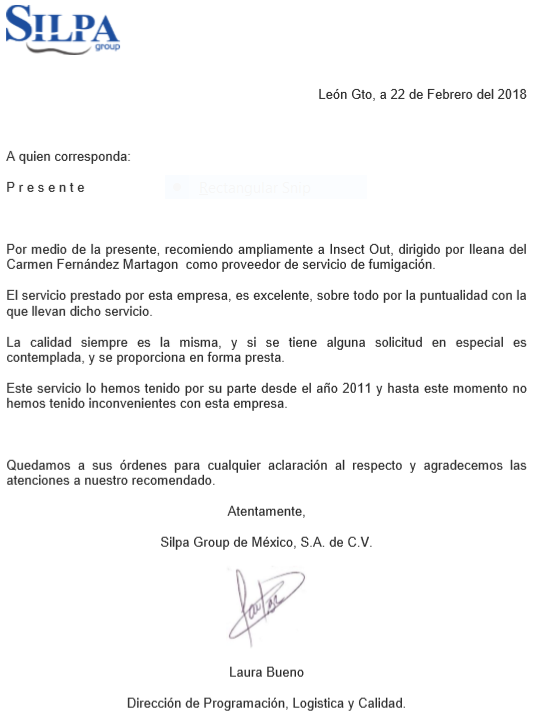 SILPA
group
León Gto, a 22 de Febrero del 2018
A quien corresponda:
P r e s e n t e
Rectangular Snip
Por medio de la presente, recomiendo ampliamente a Insect Out, dirigido por Ileana del
Carmen Fernández Martagon  como proveedor de servicio de fumigación.
El servicio prestado por esta empresa, es excelente, sobre todo por la puntualidad con la
que llevan dicho servicio.
La calidad siempre es la misma, y si se tiene alguna solicitud en especial es
contemplada, y se proporciona en forma presta.
Este servicio lo hemos tenido por su parte desde el año 2011 y hasta este momento no
hemos tenido inconvenientes con esta empresa.
Quedamos a sus órdenes para cualquier aclaración al respecto y agradecemos las
atenciones a nuestro recomendado.
Atentamente,
Silpa Group de México, S.A. de C.V.
Laura Bueno
Dirección de Programación, Logistica y Calidad.